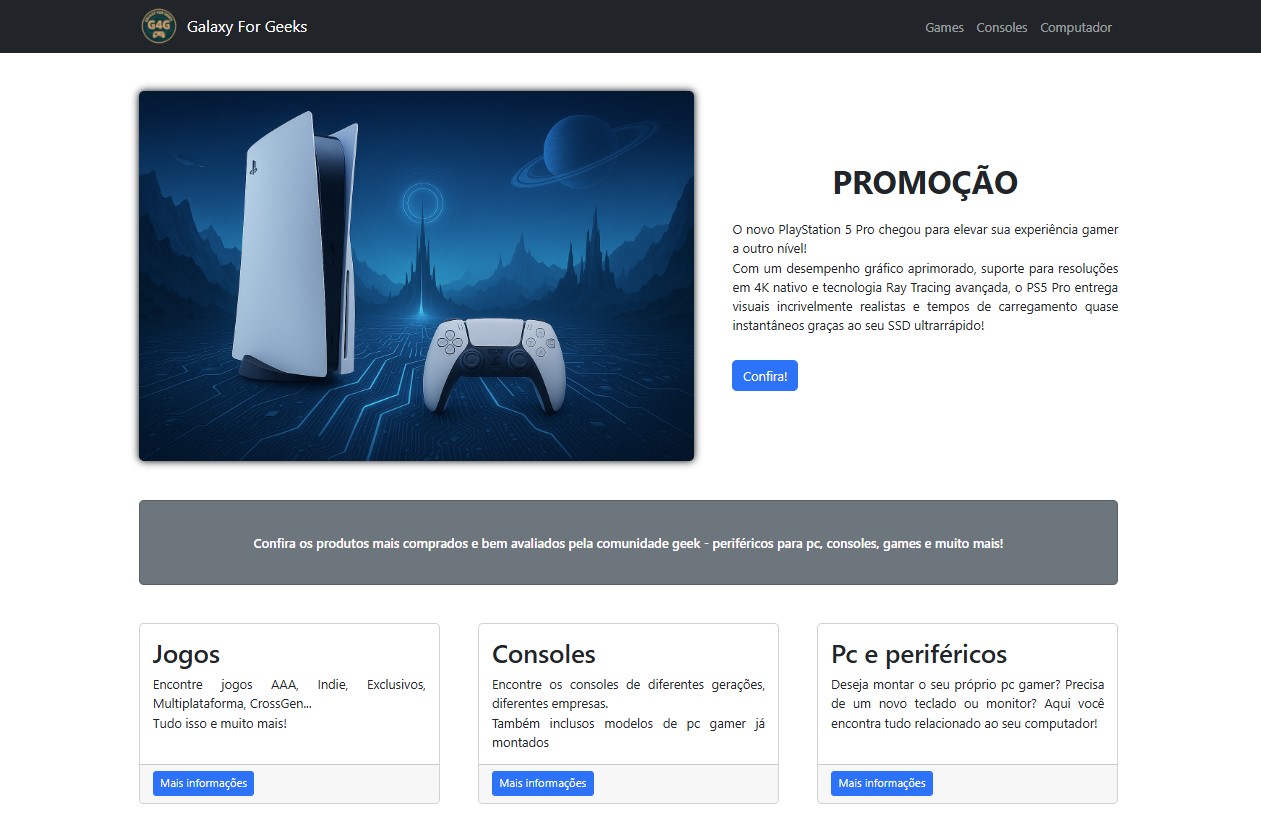 G4G
Galaxy For Geeks
Games Consoles Computador
PROMOÇÃO
O novo PlayStation 5 Pro chegou para elevar sua experiência gamer
a outro nível!
Com um desempenho gráfico aprimorado, suporte para resoluções
em 4K nativo e tecnologia Ray Tracing avançada, o PS5 Pro entrega
visuais incrivelmente realistas e tempos de carregamento quase
instantâneos graças ao seu SSD ultrarrápido!
Confira!
Confira os produtos mais comprados e bem avaliados pela comunidade geek - periféricos para pc, consoles, games e muito mais!
Jogos
Encontre jogos AAA, Indie, Exclusivos,
Multiplataforma, CrossGen...
Tudo isso e muito mais!
Mais informações
Consoles
Encontre os consoles de diferentes gerações,
diferentes empresas.
Também inclusos modelos de pc gamer já
montados
Mais informações
Pc e periféricos
Deseja montar o seu próprio pc gamer? Precisa
de um novo teclado ou monitor? Aqui você
encontra tudo relacionado ao seu computador!
Mais informações